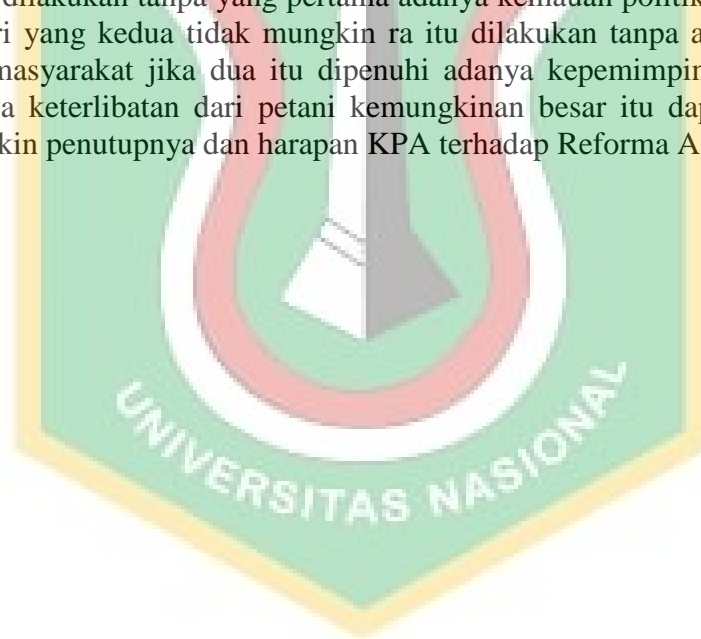 dilakukan tanpa yang pertama adanya kemauan politik
ri yang kedua tidak mungkin ra itu dilakukan tanpa a
masyarakat jika dua itu dipenuhi adanya kepemimpin
a keterlibatan dari petani kemungkinan besar itu dap
kin penutupnya dan harapan KPA terhadap Reforma A
UNIVERSITAS NASIONAL